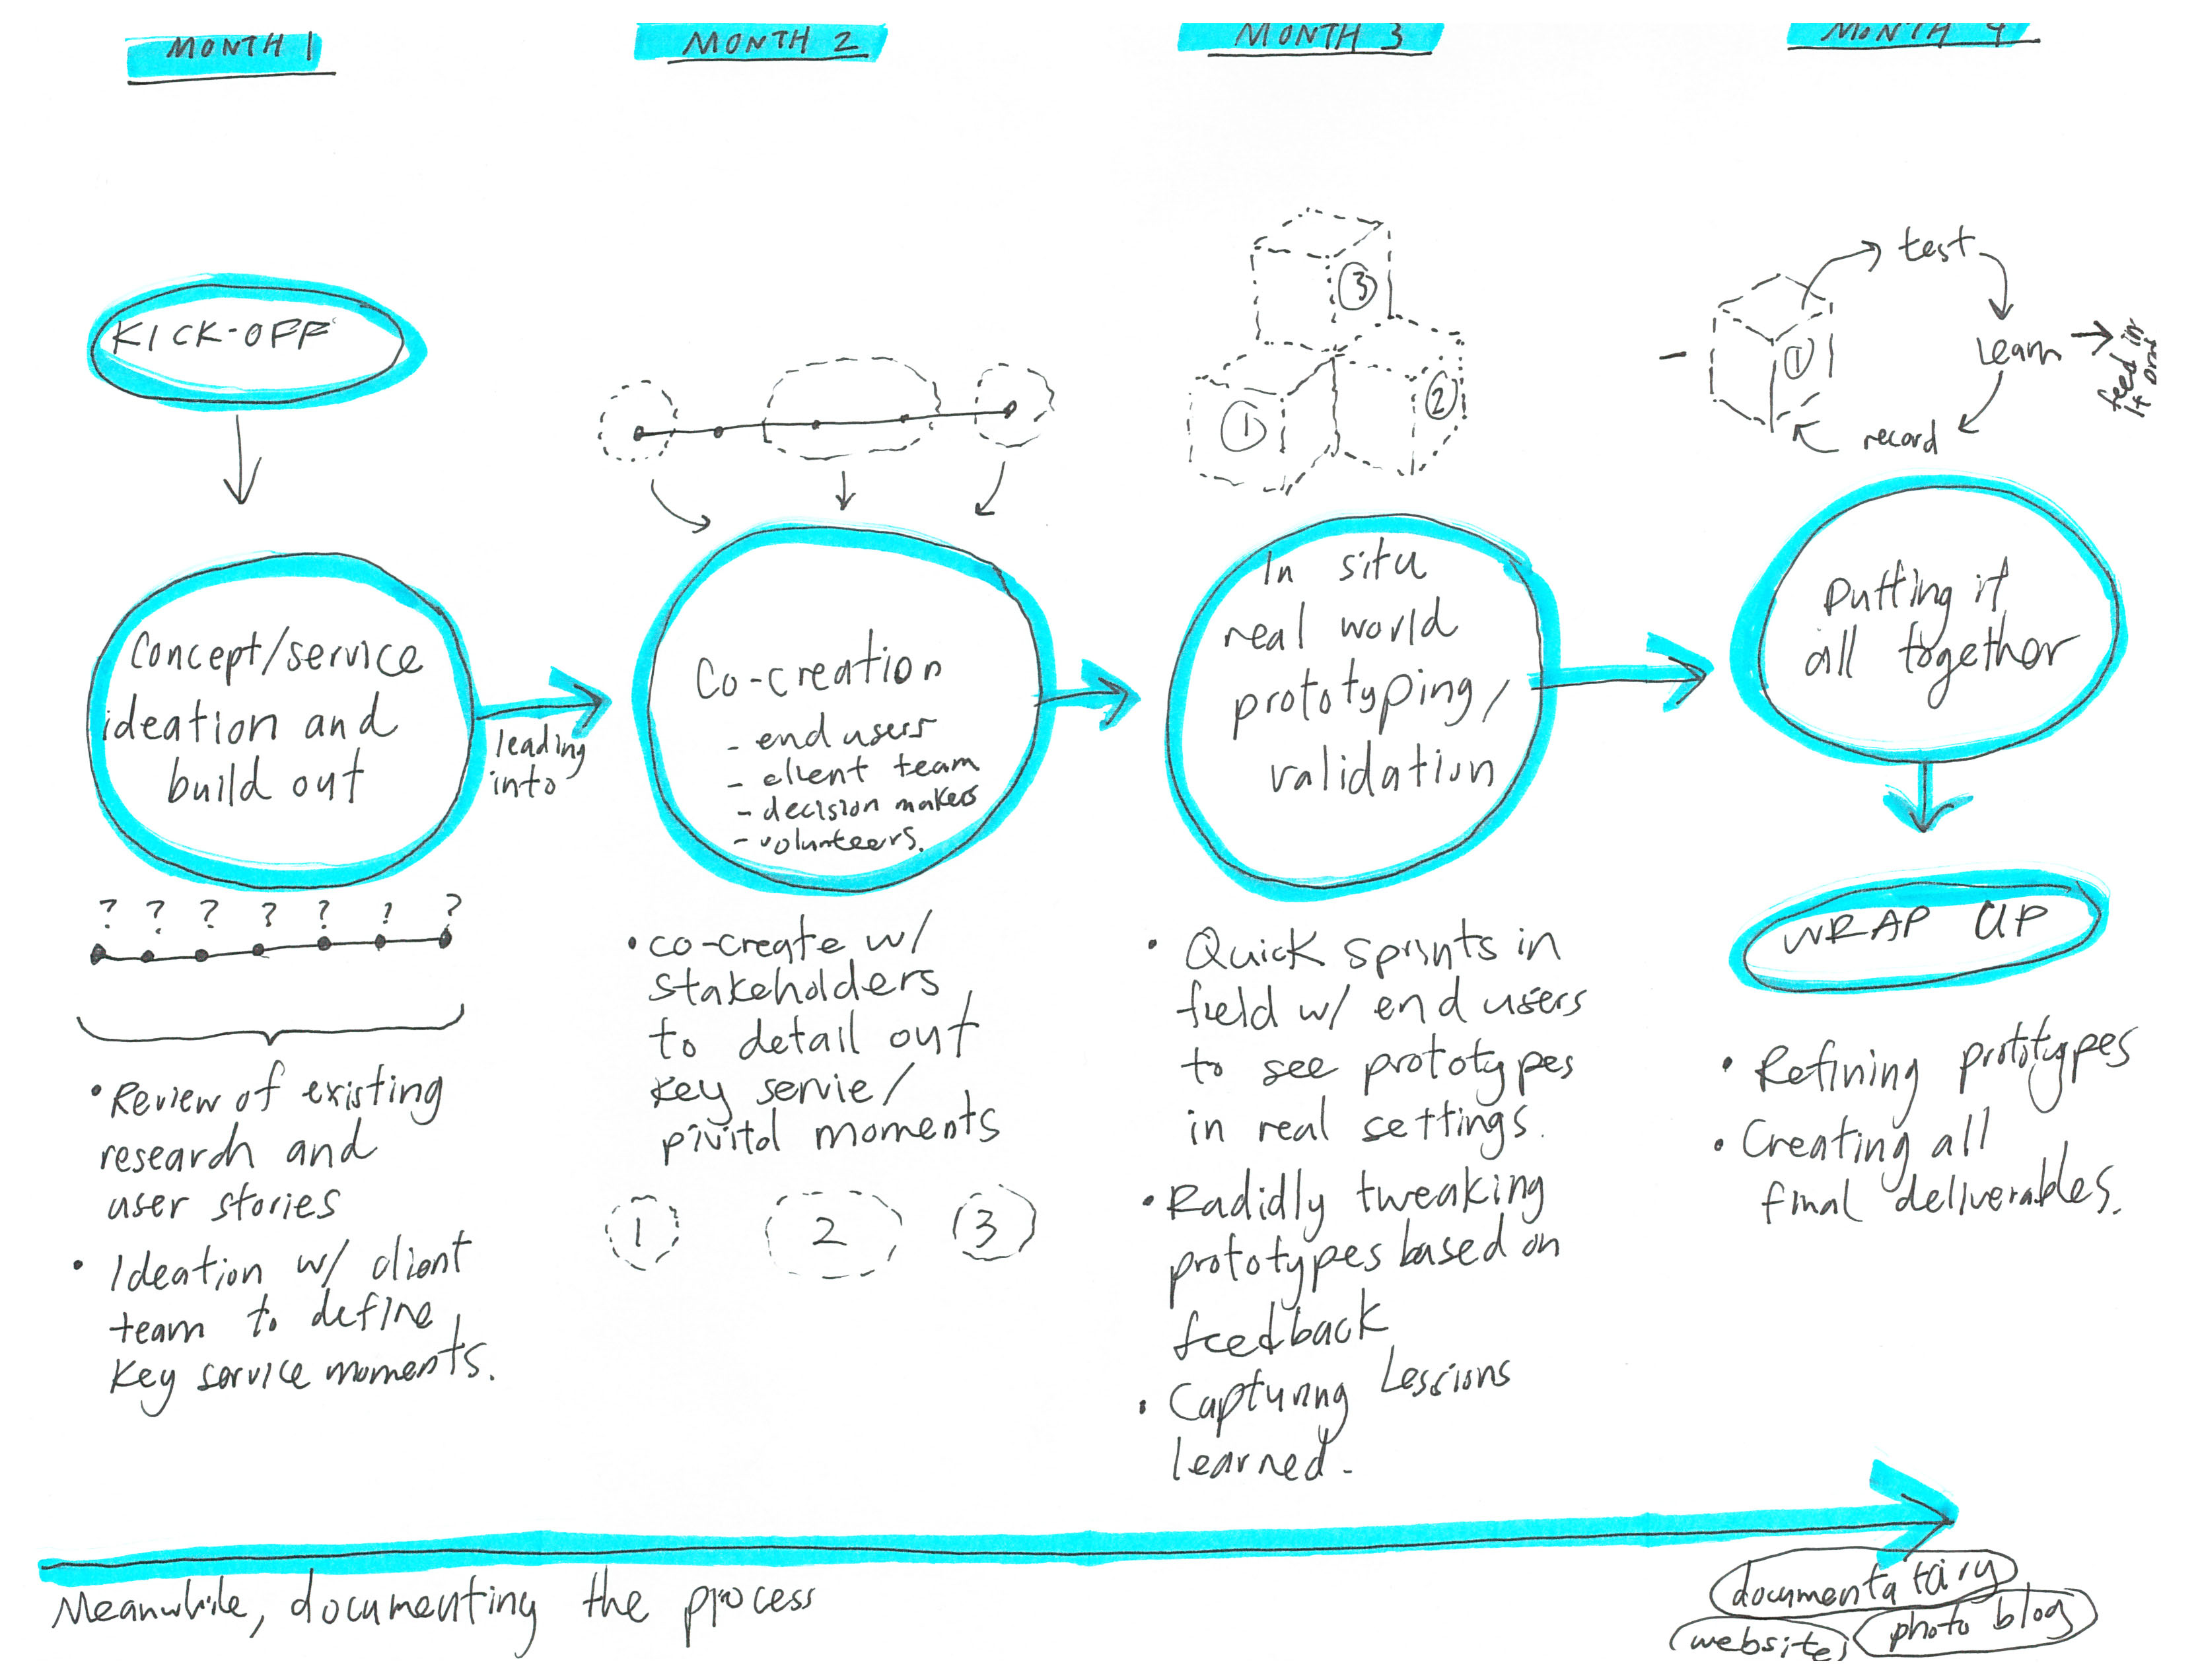 MONTH 1
MONTH 2
MONTH 3
MONTH 4
KICK-OFF
Concept/service
ideation and
build out
leading
into
? ? ? ? ? ? ?
• Review of existing
research and
user stories
• Ideation w/ client
team to define
key service moments.
Co-creation
- end users
- client team
- decision makers
- volunteers.
• co-create w/
stakeholders
to detail out
key servie/
pivitol moments
1 2 3
3
1
2
In situ
real world
prototyping/
validation
• Quick sprints in
field w/ end users
to see prototypes
in real settings.
• Radidly tweaking
prototypes based on
feedback
• Capturing Lessions
learned.
1
test
learn
record
feed in
it
Putting it
all together
WRAP UP
• Refining prototypes
• Creating all
final deliverables.
Meanwhile, documenting the process
documentatary
website
photo blog